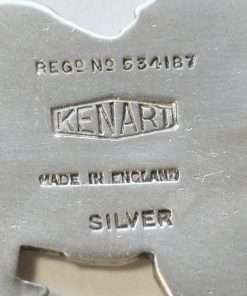 REGD NO 534187
KENART
MADE IN ENGLAND
SILVER